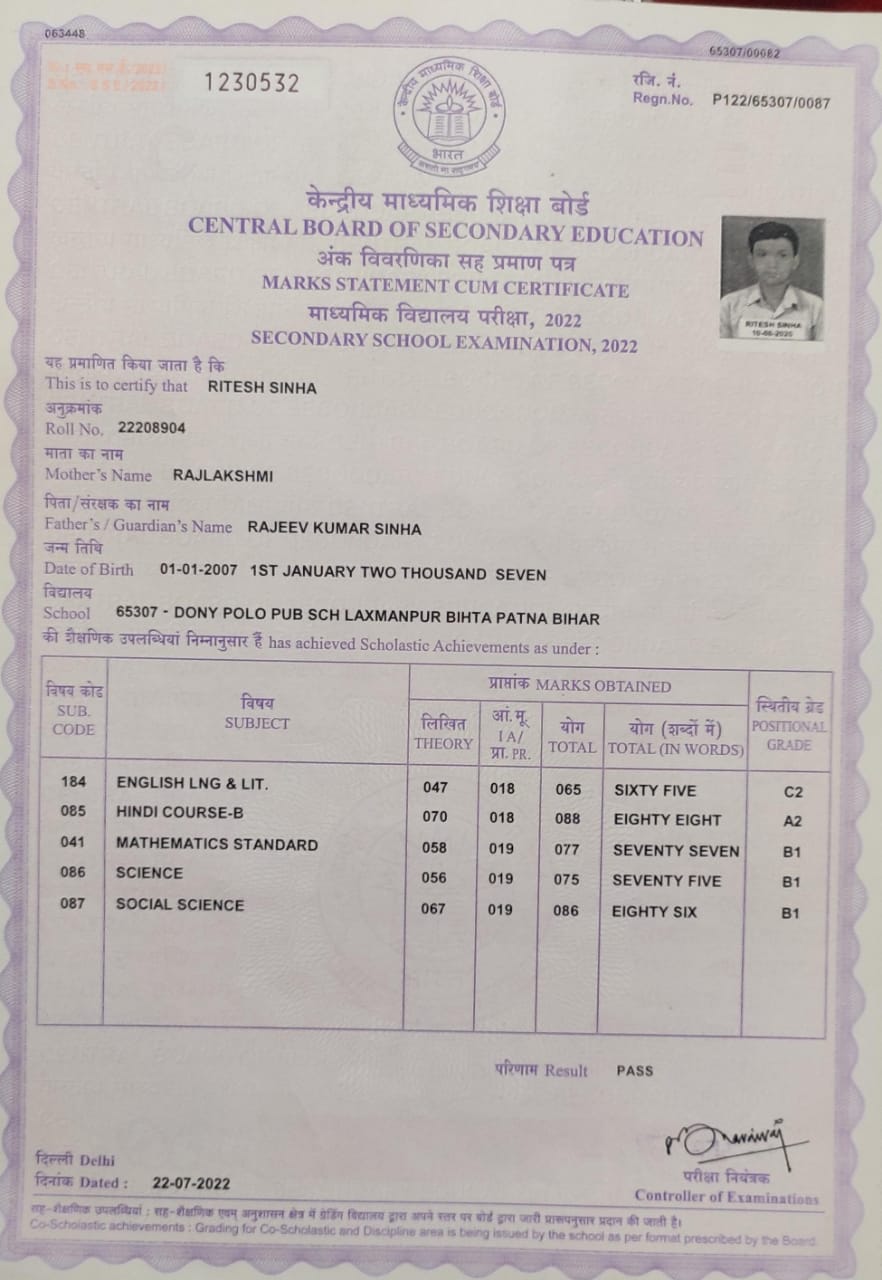 063448
65307/0082
1230532
रजि. नं.
Regn.No. P122/65307/0087
केन्द्रीय माध्यमिक शिक्षा बोर्ड
भारत
केन्द्रीय माध्यमिक शिक्षा बोर्ड
CENTRAL BOARD OF SECONDARY EDUCATION
अंक विवरणिका सह प्रमाण पत्र
MARKS STATEMENT CUM CERTIFICATE
माध्यमिक विद्यालय परीक्षा, 2022
SECONDARY SCHOOL EXAMINATION, 2022
RITESH SINHA
यह प्रमाणित किया जाता है कि
This is to certify that RITESH SINHA
अनुक्रमांक
Roll No. 22208904
माता का नाम
Mother's Name RAJLAKSHMI
पिता/संरक्षक का नाम
Father's / Guardian's Name RAJEEV KUMAR SINHA
जन्म तिथि
Date of Birth 01-01-2007 1ST JANUARY TWO THOUSAND SEVEN
विद्यालय
School 65307 - DONY POLO PUB SCH LAXMANPUR BIHTA PATNA BIHAR
की शैक्षणिक उपलब्धियां निम्नानुसार हैं has achieved Scholastic Achievements as under :
विषय कोड
SUB.
CODE
विषय
SUBJECT
प्राप्तांक MARKS OBTAINED
लिखित
THEORY
आं.मू.
I A/
प्रा. PR.
योग
TOTAL
योग (शब्दों में)
TOTAL (IN WORDS)
स्थितीय ग्रेड
POSITIONAL
GRADE
184 ENGLISH LNG & LIT. 047 018 065 SIXTY FIVE C2
085 HINDI COURSE-B 070 018 088 EIGHTY EIGHT A2
041 MATHEMATICS STANDARD 058 019 077 SEVENTY SEVEN B1
086 SCIENCE 056 019 075 SEVENTY FIVE B1
087 SOCIAL SCIENCE 067 019 086 EIGHTY SIX B1
परिणाम Result PASS
दिल्ली Delhi
दिनांक Dated : 22-07-2022
परीक्षा नियंत्रक
Controller of Examinations
सह-शैक्षणिक उपलब्धियां : सह-शैक्षणिक एवम् अनुशासन क्षेत्र में ग्रेडिंग विद्यालय द्वारा अपने स्तर पर बोर्ड द्वारा जारी प्रारूपनुसार प्रदान की जाती है।
Co-Scholastic achievements : Grading for Co-Scholastic and Discipline area is being issued by the school as per format prescribed by the Board.